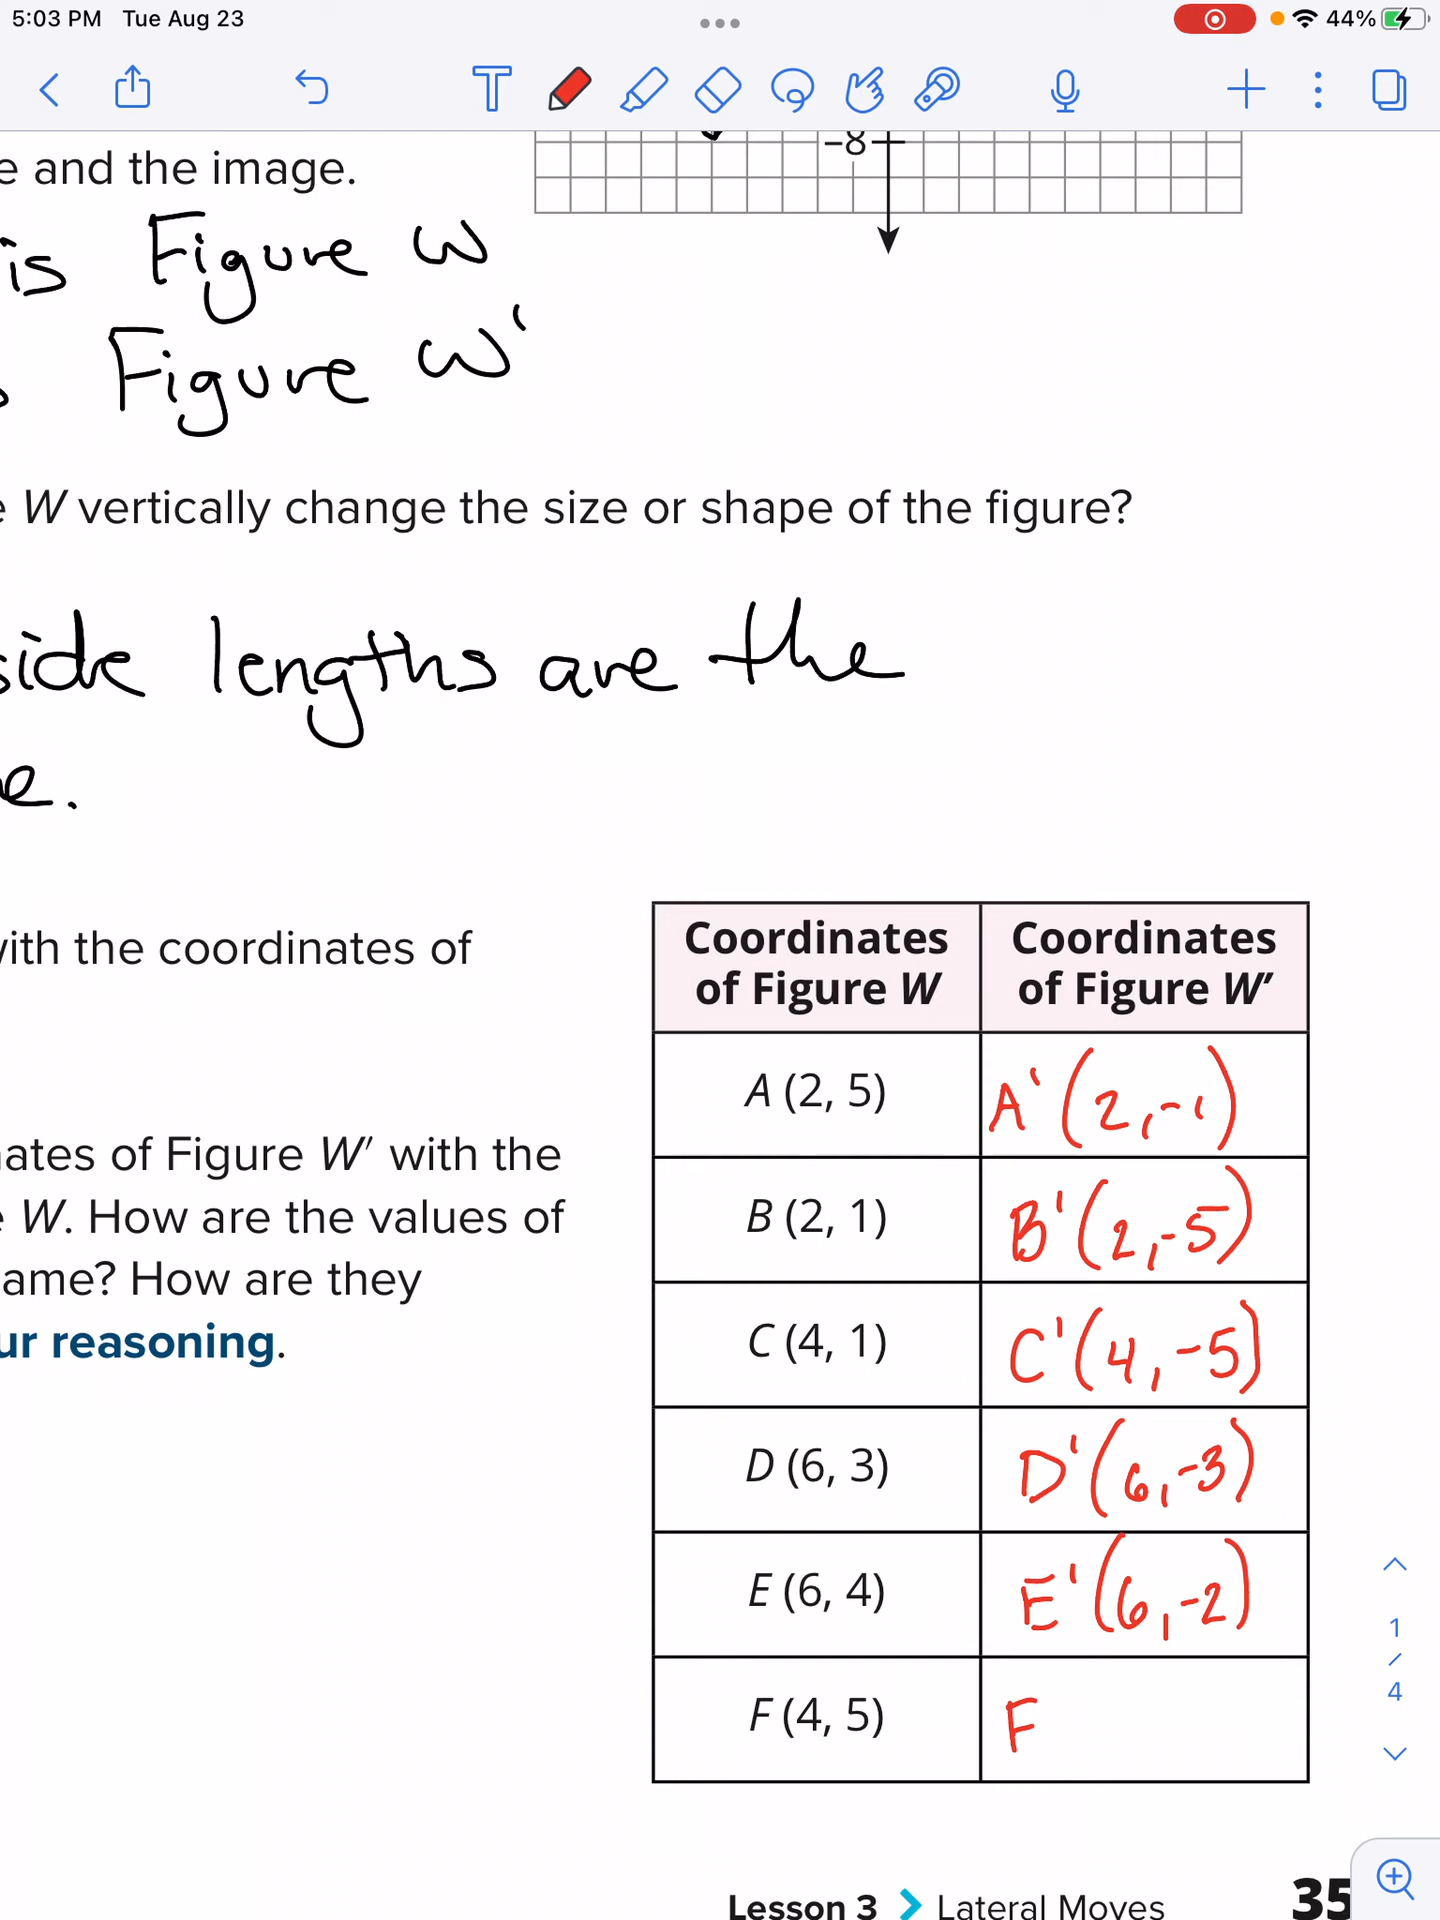 5:03 PM Tue Aug 23
44%
T
-8
e and the image.
is Figure W
Figure W'
W vertically change the size or shape of the figure?
side lengths are the
e.
with the coordinates of
Coordinates of Figure W
Coordinates of Figure W′
A (2, 5)
A'(2,-1)
ates of Figure W′ with the
B (2, 1)
B'(2,-5)
W. How are the values of
ame? How are they
ur reasoning.
C (4, 1)
C'(4,-5)
D (6, 3)
D'(6,-3)
E (6, 4)
E'(6,-2)
F (4, 5)
F
1
/
4
Lesson 3 > Lateral Moves
35